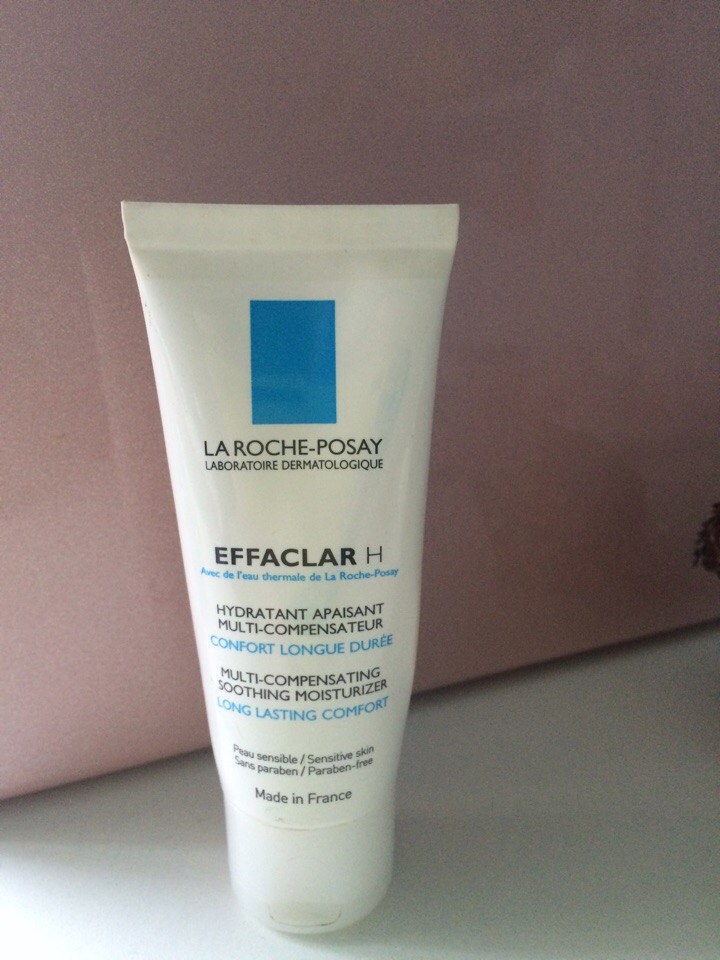 LA ROCHE-POSAY
LABORATOIRE DERMATOLOGIQUE
EFFACLAR H
Avec de l'eau thermale de La Roche-Posay
HYDRATANT APAISANT
MULTI-COMPENSATEUR
CONFORT LONGUE DURÉE
MULTI-COMPENSATING
SOOTHING MOISTURIZER
LONG LASTING COMFORT
Peau sensible / Sensitive skin
Sans paraben / Paraben-free
Made in France